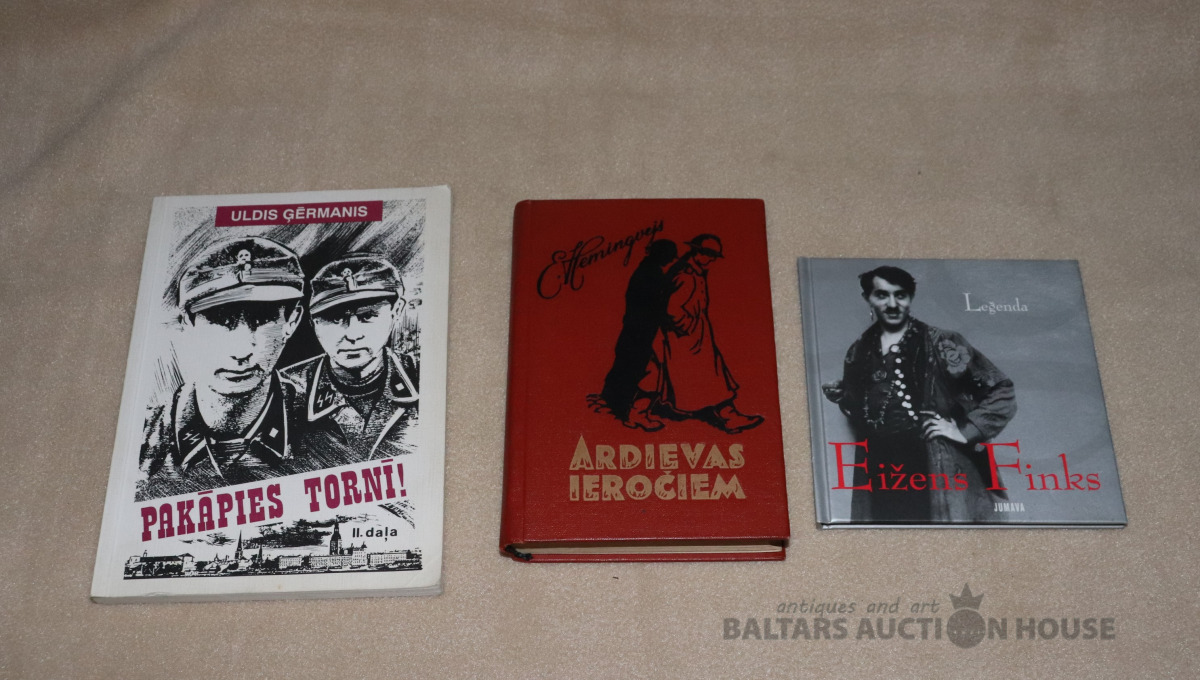 ULDIS ĢĒRMANIS
PAKĀPIES TORNĪ!
II. daļa
E. Hemingvejs
ARDIEVAS
IEROČIEM
Leģenda
Eižens Finks
JUMAVA
antiques and art
BALTARS AUCTION HOUSE